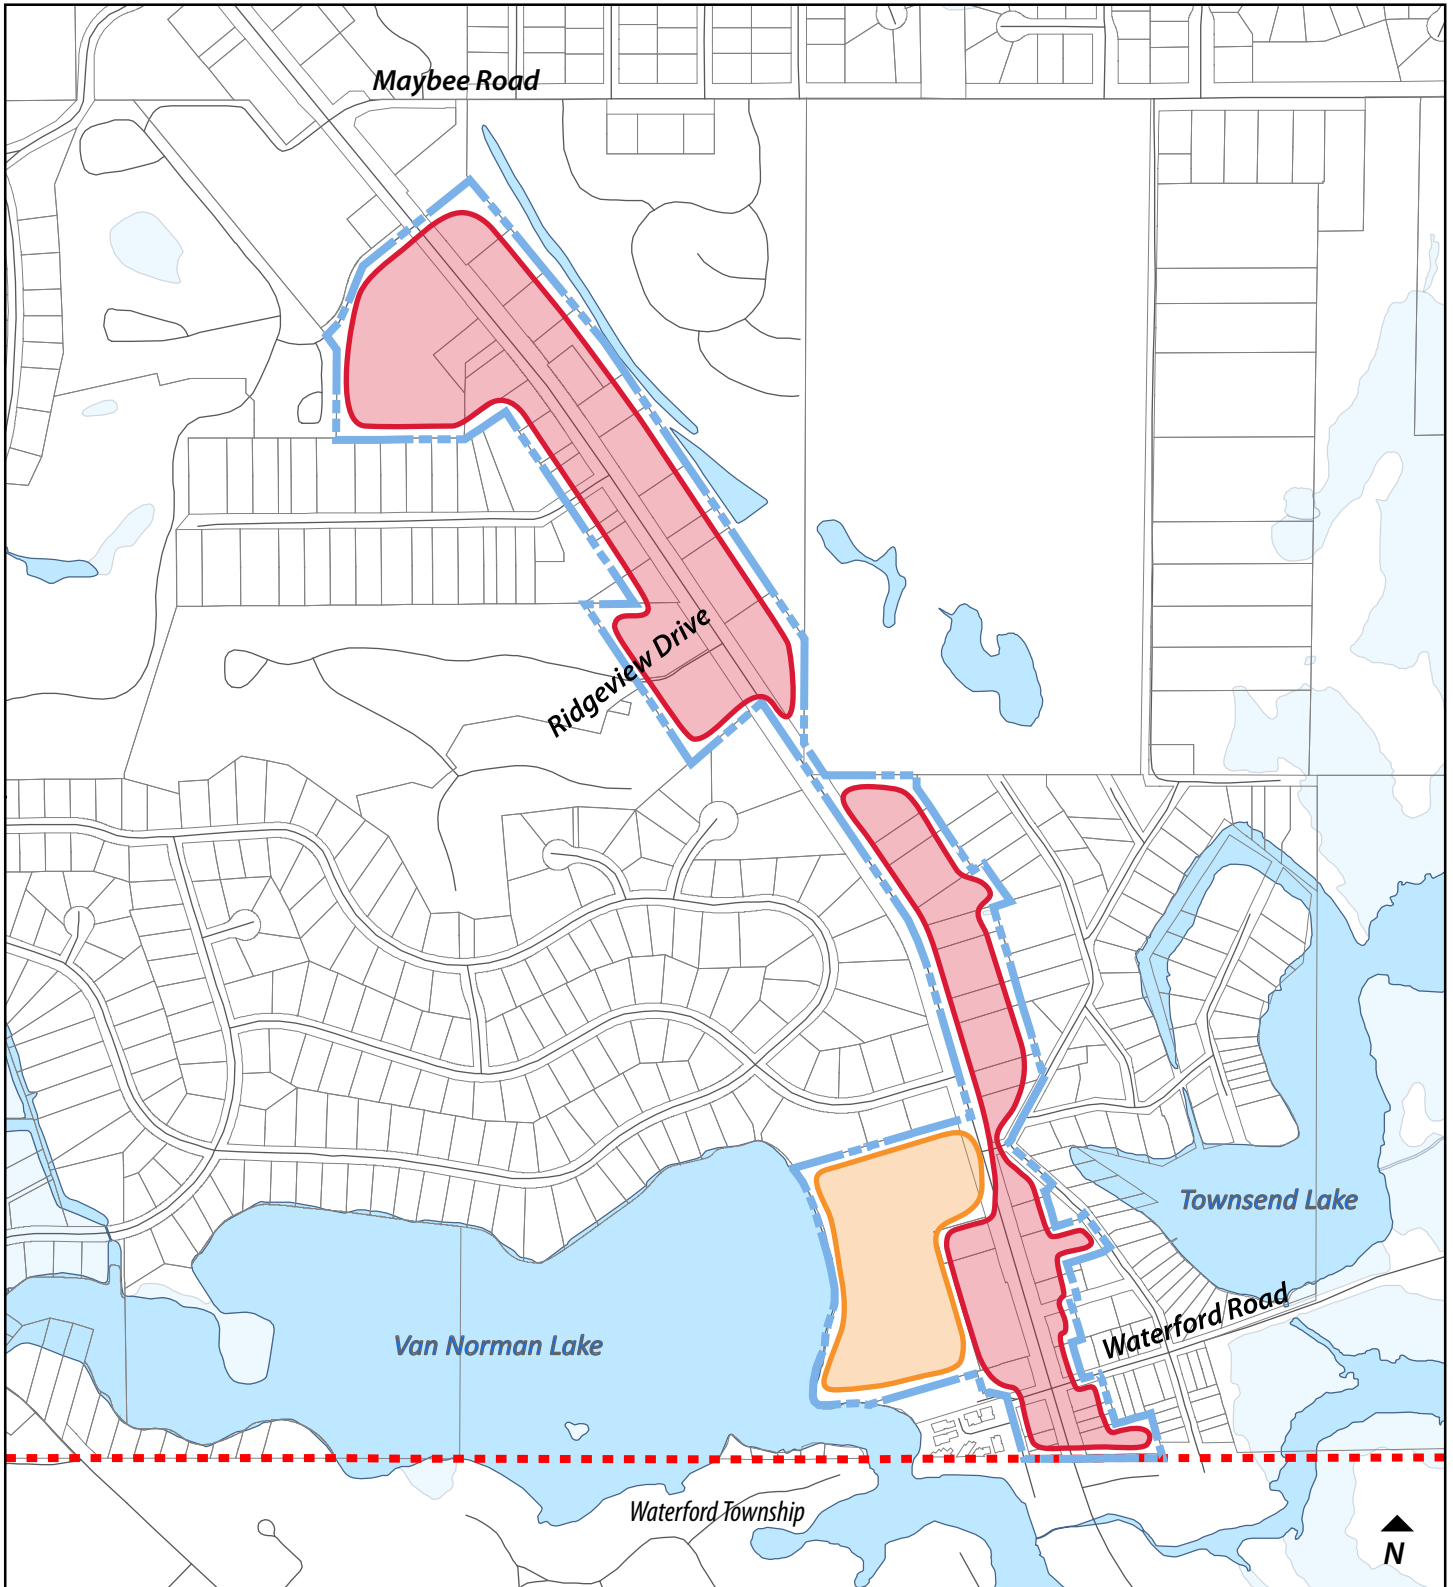 Maybee Road
Ridgeview Drive
Townsend Lake
Waterford Road
Van Norman Lake
Waterford Township
N